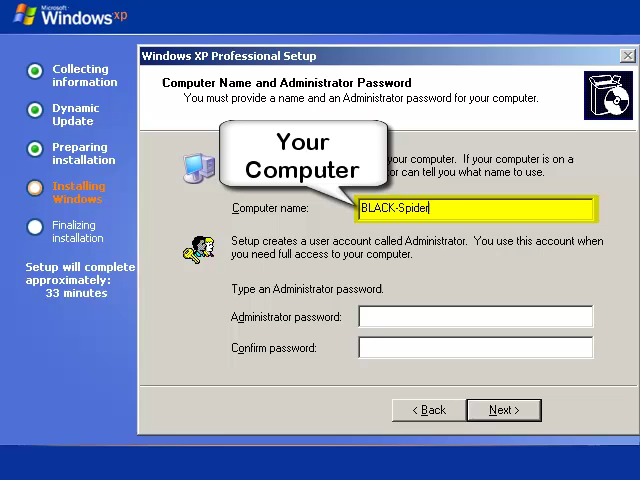 Microsoft
Windows xp
Collecting
information
Dynamic
Update
Preparing
installation
Installing
Windows
Finalizing
installation
Setup will complete
approximately:
33 minutes
Windows XP Professional Setup
Computer Name and Administrator Password
You must provide a name and an Administrator password for your computer.
Your
Computer
your computer. If your computer is on a
or can tell you what name to use.
Computer name:
BLACK-Spider
Setup creates a user account called Administrator. You use this account when
you need full access to your computer.
Type an Administrator password.
Administrator password:
Confirm password:
< Back
Next >